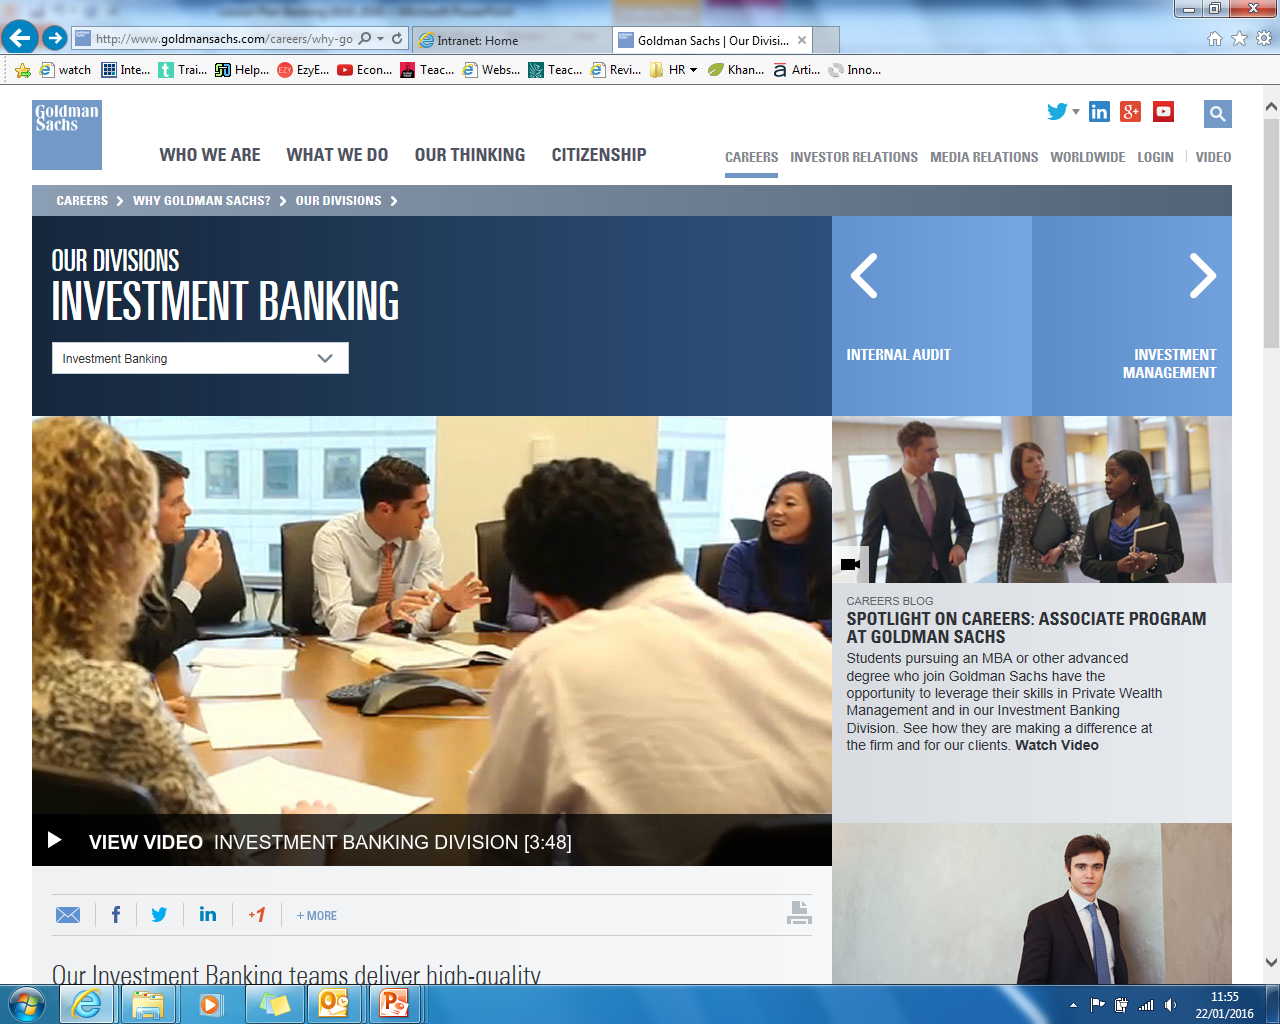 http://www.goldmansachs.com/careers/why-go
Intranet: Home
Goldman Sachs | Our Divisi...
watch
Inte...
Trai...
Help...
EzyE...
Econ...
Teac...
Webs...
Teac...
Revi...
HR
Khan...
Arti...
Inno...
Goldman
Sachs
WHO WE ARE
WHAT WE DO
OUR THINKING
CITIZENSHIP
CAREERS
INVESTOR RELATIONS
MEDIA RELATIONS
WORLDWIDE
LOGIN
VIDEO
CAREERS
WHY GOLDMAN SACHS?
OUR DIVISIONS
OUR DIVISIONS
INVESTMENT BANKING
Investment Banking
INTERNAL AUDIT
INVESTMENT
MANAGEMENT
VIEW VIDEO INVESTMENT BANKING DIVISION [3:48]
+1
+ MORE
Our Investment Banking teams deliver high-quality
CAREERS BLOG
SPOTLIGHT ON CAREERS: ASSOCIATE PROGRAM
AT GOLDMAN SACHS
Students pursuing an MBA or other advanced
degree who join Goldman Sachs have the
opportunity to leverage their skills in Private Wealth
Management and in our Investment Banking
Division. See how they are making a difference at
the firm and for our clients. Watch Video
11:55
22/01/2016